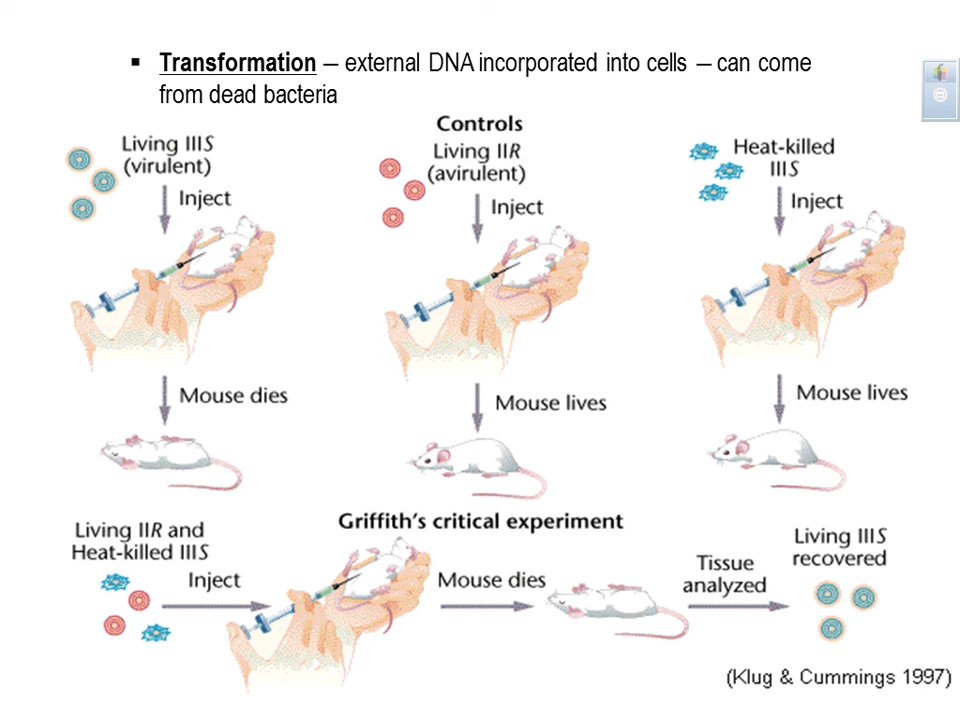 ▪ Transformation — external DNA incorporated into cells — can come
from dead bacteria
Controls
Living IIIS
(virulent)
Inject
Living IIR
(avirulent)
Inject
Heat-killed
IIIS
Inject
Mouse dies
Mouse lives
Mouse lives
Griffith's critical experiment
Living IIR and
Heat-killed IIIS
Inject
Mouse dies
Tissue
analyzed
Living IIIS
recovered
(Klug & Cummings 1997)